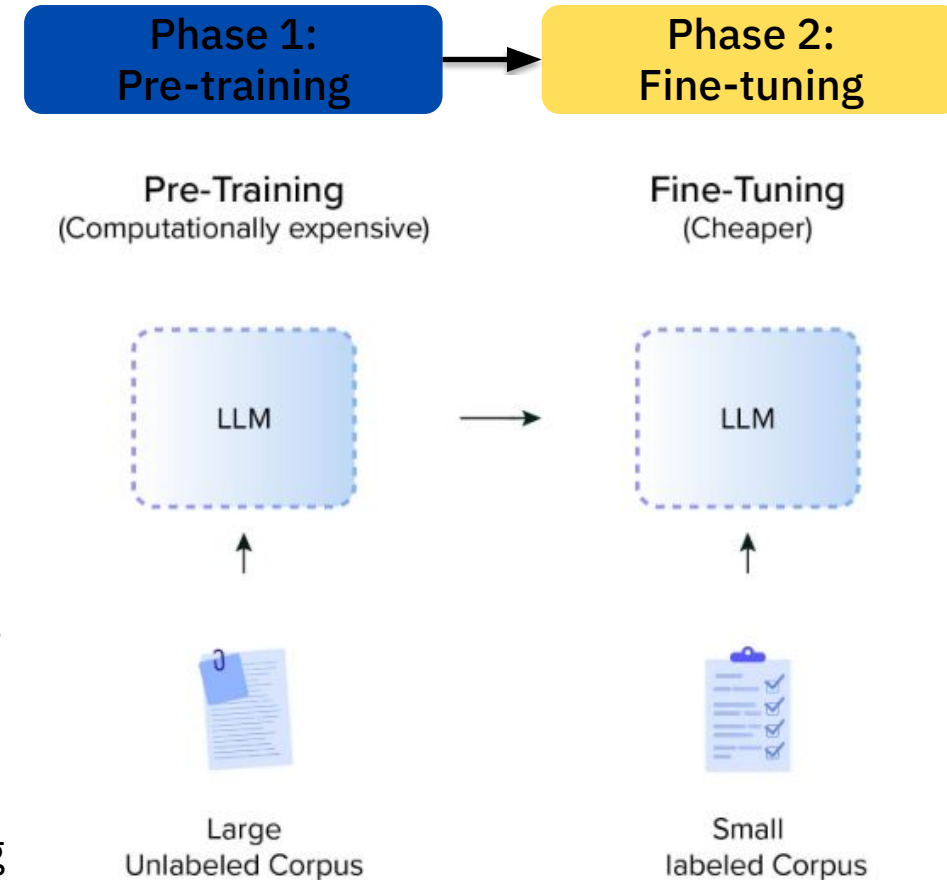 Phase 1:
Pre-training
Phase 2:
Fine-tuning
Pre-Training
(Computationally expensive)
Fine-Tuning
(Cheaper)
LLM
LLM
Large
Unlabeled Corpus
Small
labeled Corpus